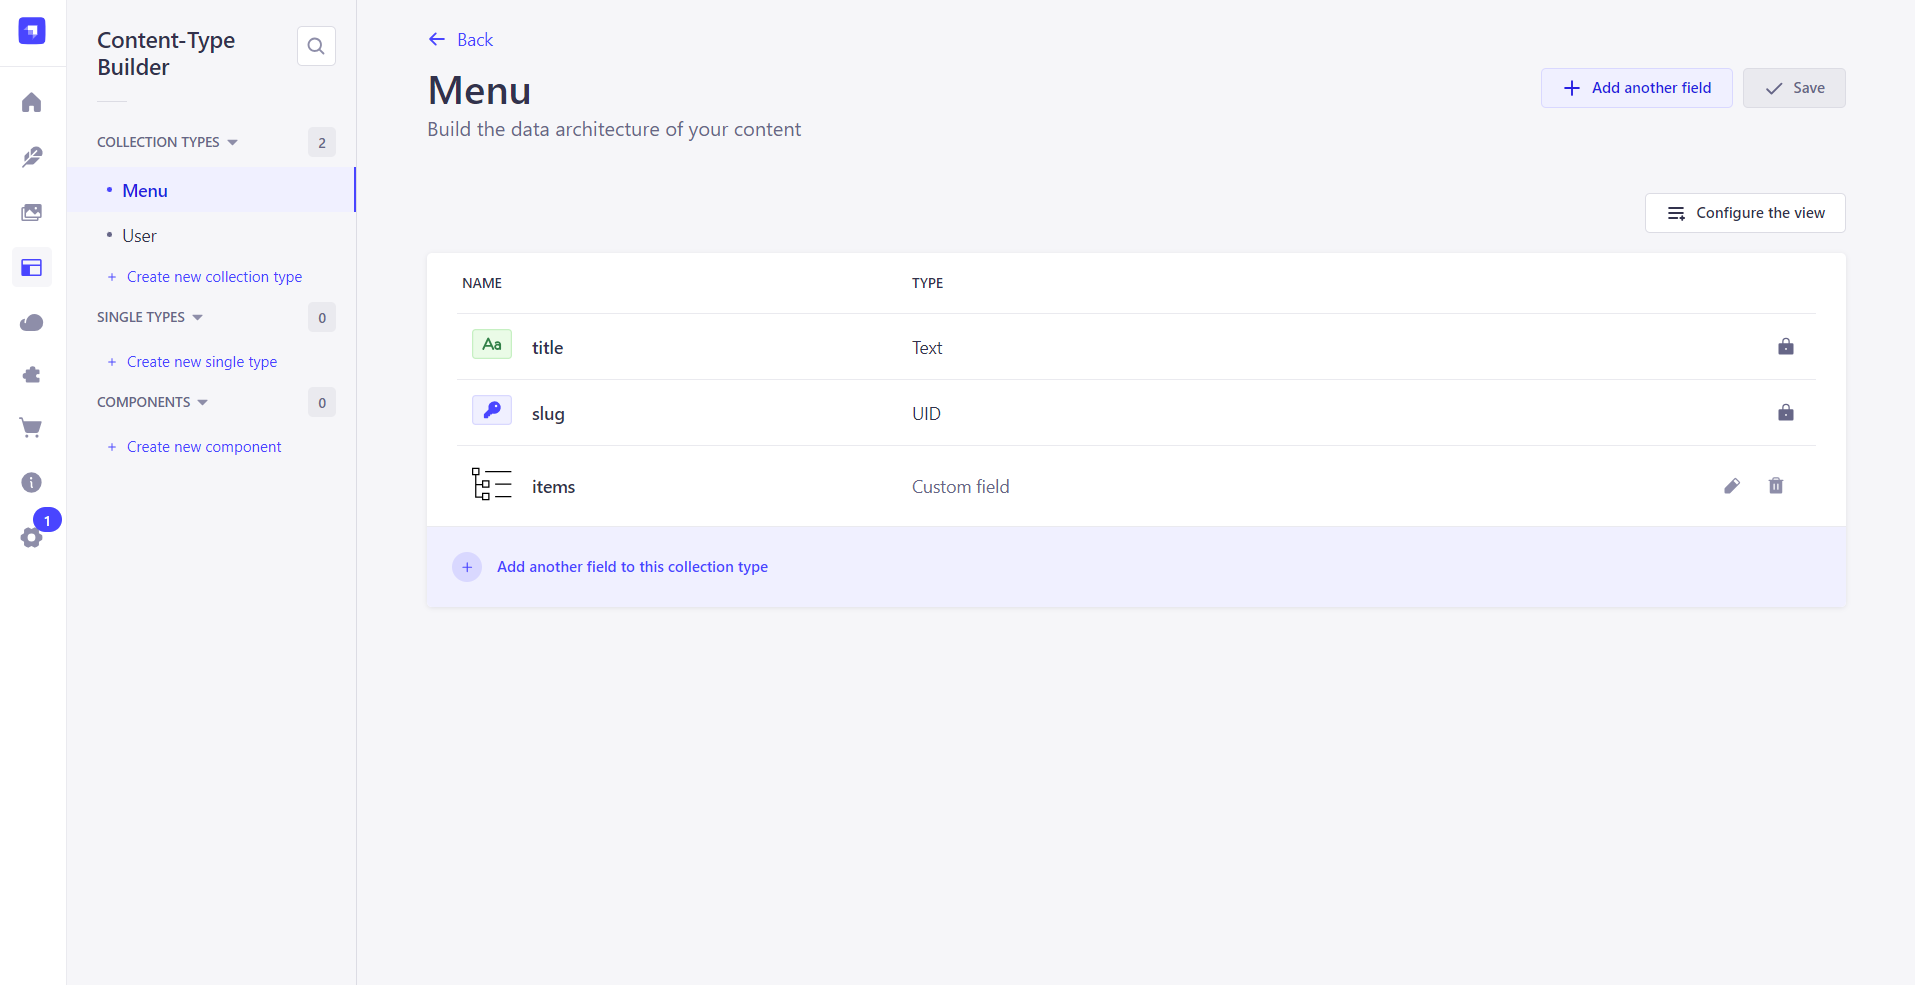 Content-Type
Builder
COLLECTION TYPES 2
Menu
User
+ Create new collection type
SINGLE TYPES 0
+ Create new single type
COMPONENTS 0
+ Create new component
1
Back
Menu
Build the data architecture of your content
Add another field
Save
Configure the view
NAME TYPE
Aa title Text
slug UID
items Custom field
+ Add another field to this collection type